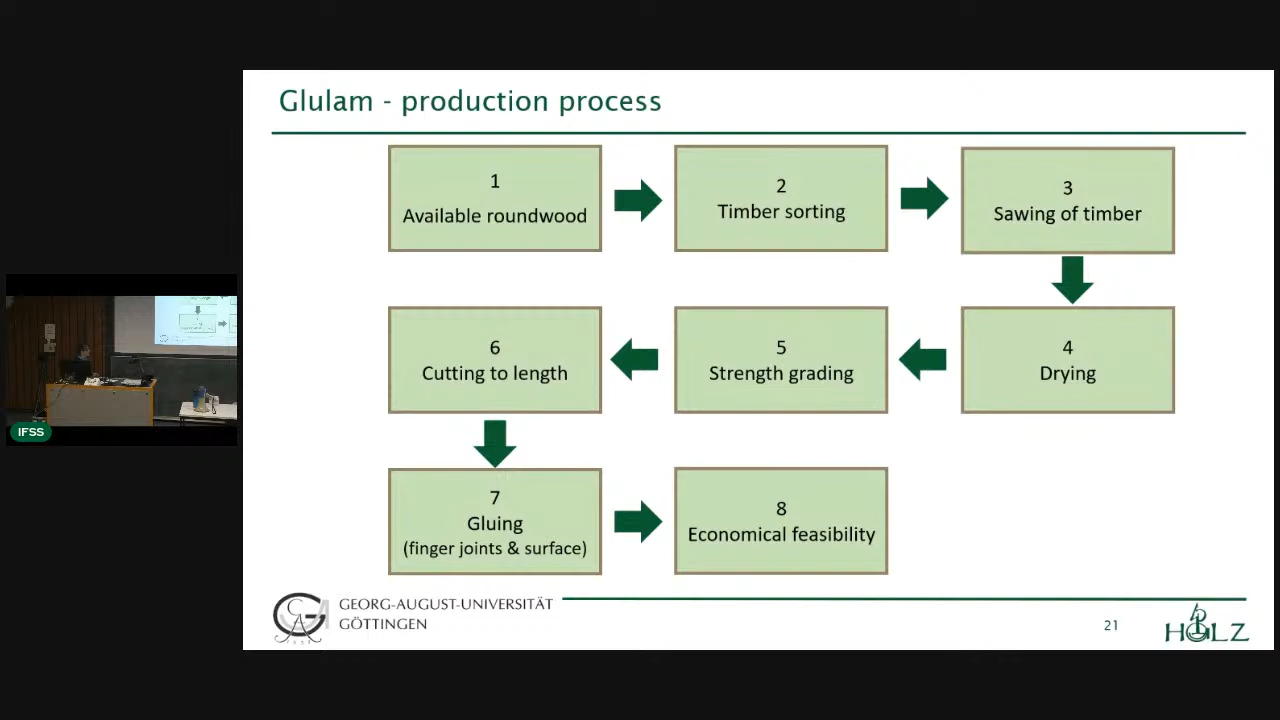 Glulam - production process
1
Available roundwood
2
Timber sorting
3
Sawing of timber
6
Cutting to length
5
Strength grading
4
Drying
7
Gluing
(finger joints & surface)
8
Economical feasibility
IFSS
GEORG-AUGUST-UNIVERSITÄT
GÖTTINGEN
21
HOLZ